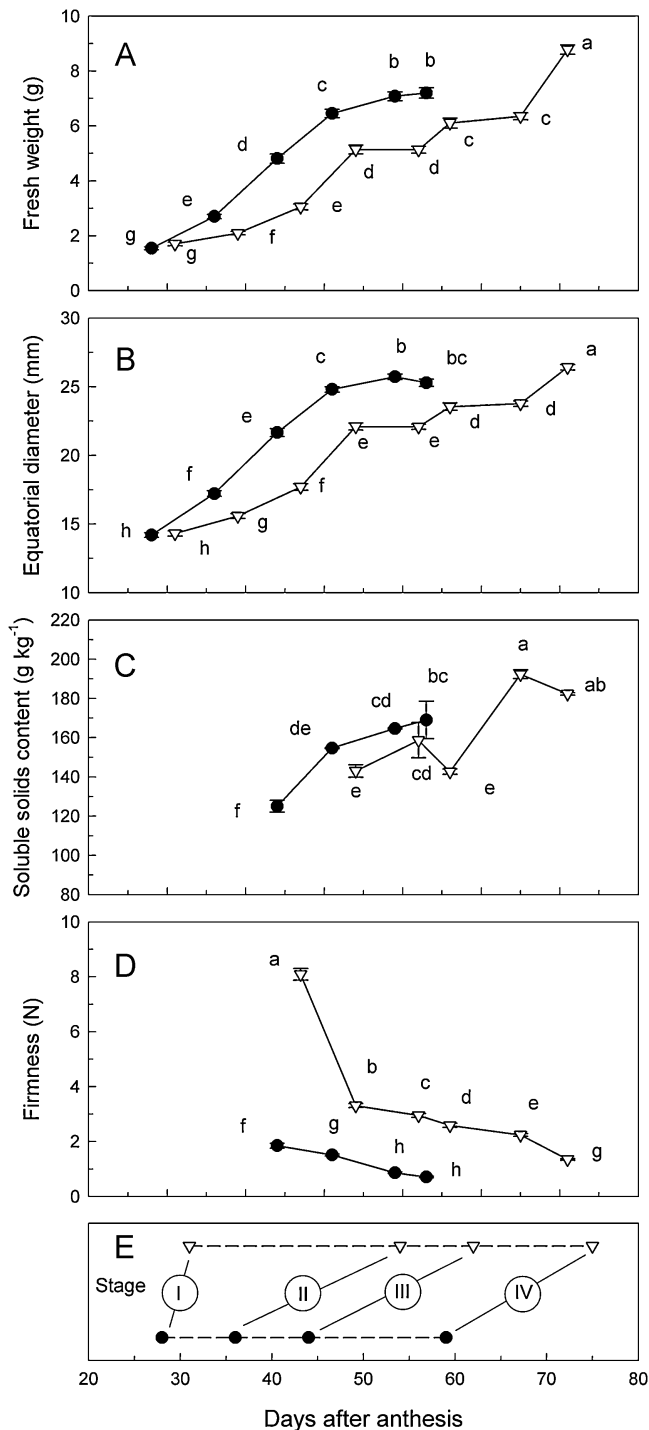 A
Fresh weight (g)
10
8
6
4
2
0
g
e
d
c
b
b
g
f
e
d
d
c
c
a
B
Equatorial diameter (mm)
30
25
20
15
10
h
f
e
c
b
bc
h
g
f
e
e
d
d
a
C
Soluble solids content (g kg-1)
220
200
180
160
140
120
100
80
f
de
cd
bc
e
cd
e
a
ab
D
Firmness (N)
10
8
6
4
2
0
a
b
c
d
e
g
f
g
h
h
E
Stage
I
II
III
IV
20 30 40 50 60 70 80
Days after anthesis